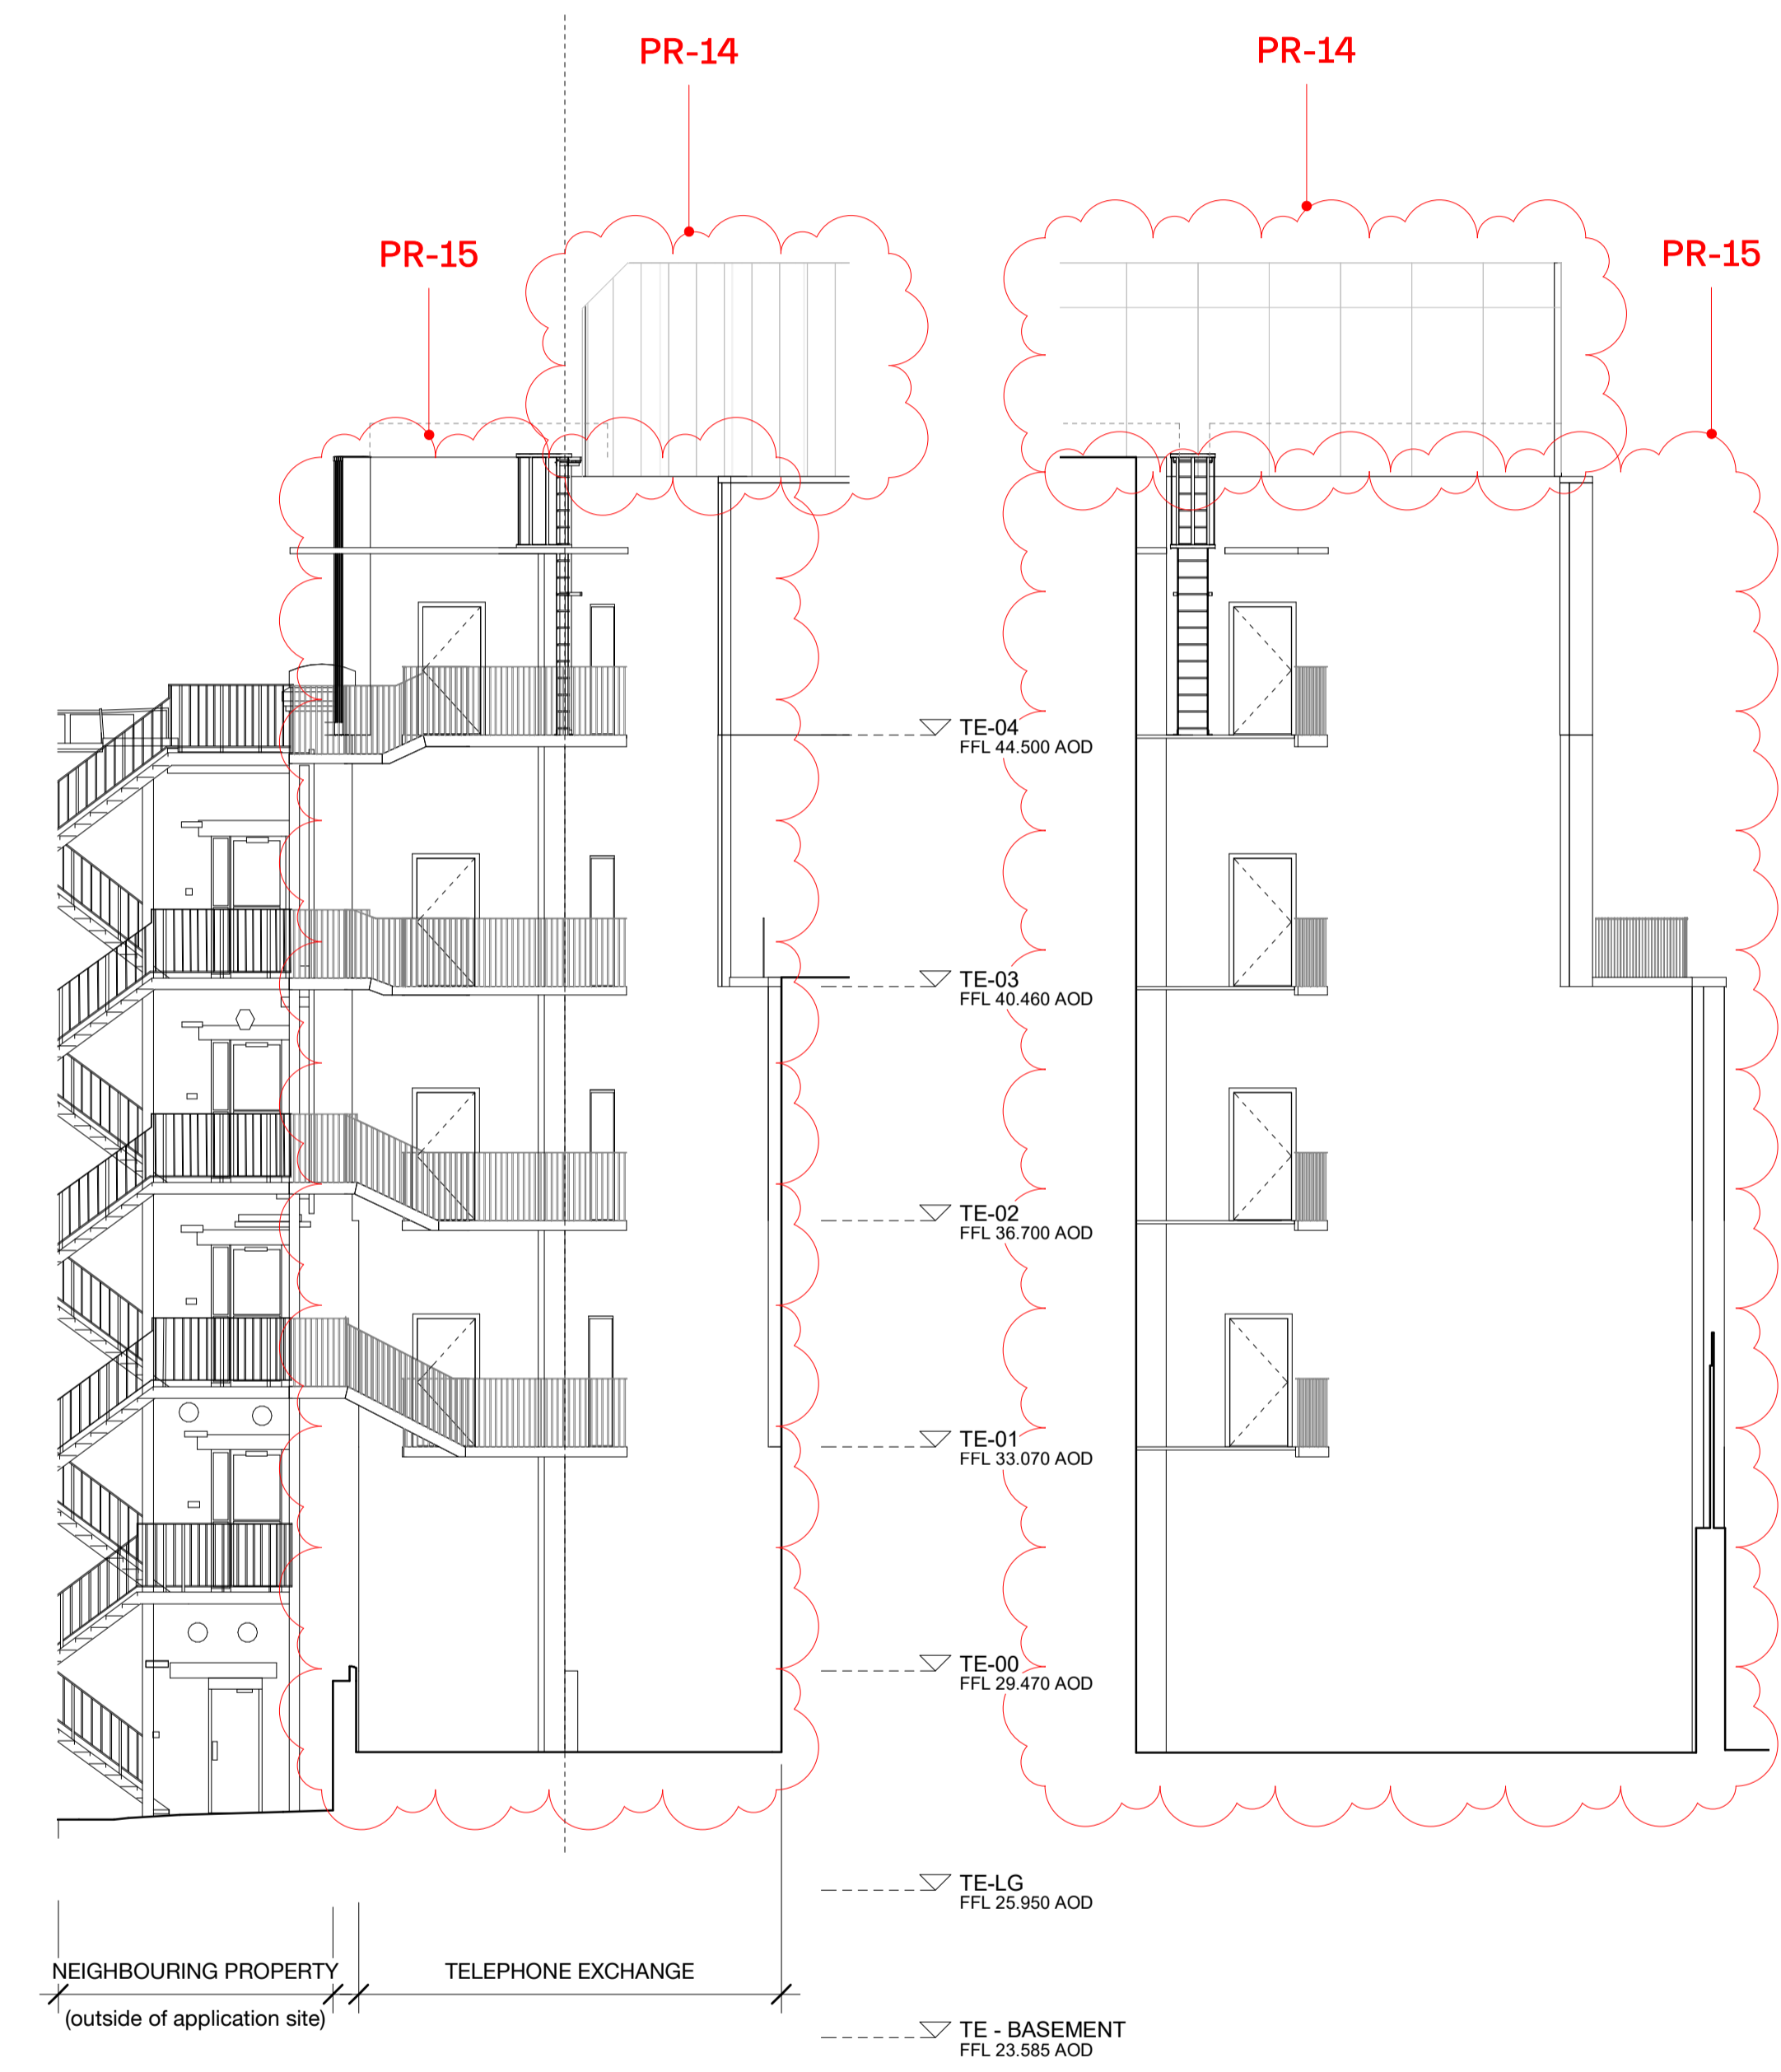 PR-14
PR-14
PR-15
PR-15
TE-04
FFL 44.500 AOD
TE-03
FFL 40.460 AOD
TE-02
FFL 36.700 AOD
TE-01
FFL 33.070 AOD
TE-00
FFL 29.470 AOD
TE-LG
FFL 25.950 AOD
NEIGHBOURING PROPERTY
TELEPHONE EXCHANGE
(outside of application site)
TE - BASEMENT
FFL 23.585 AOD